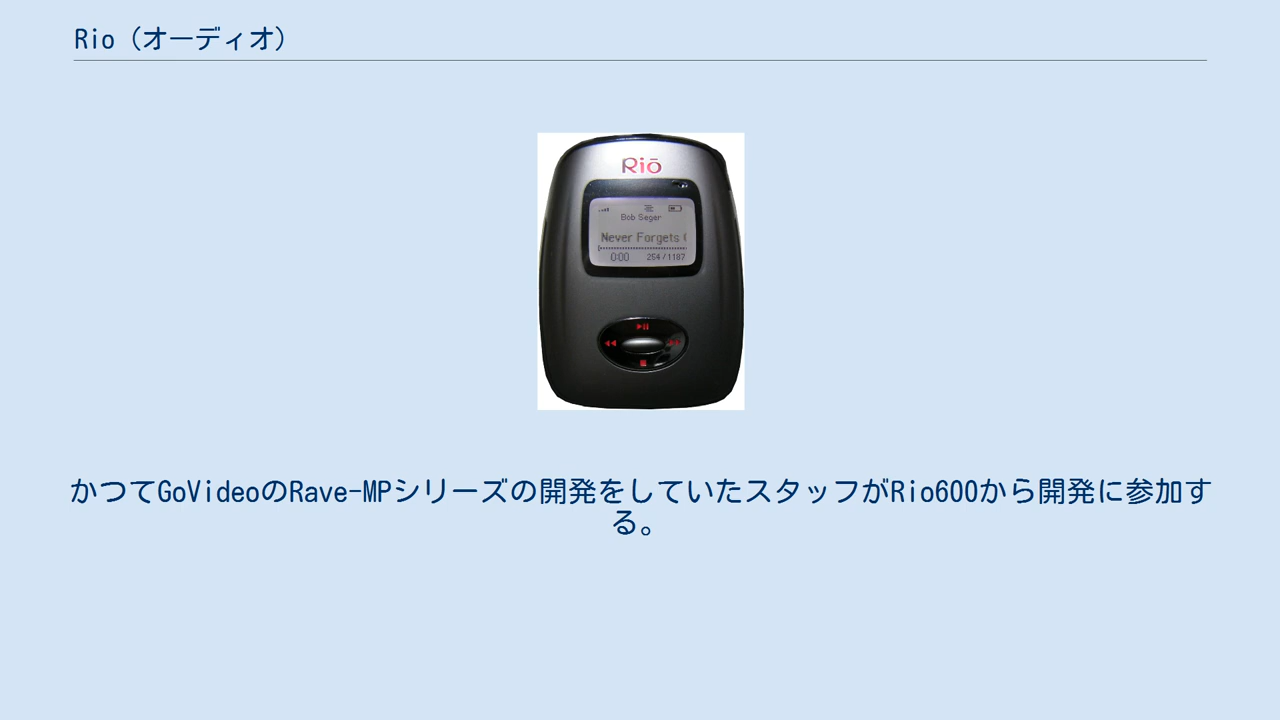 Rio（オーディオ）
Rio
Bob Seger
Never Forgets (
0:00 254/1187
かつてGoVideoのRave-MPシリーズの開発をしていたスタッフがRio600から開発に参加す
る。